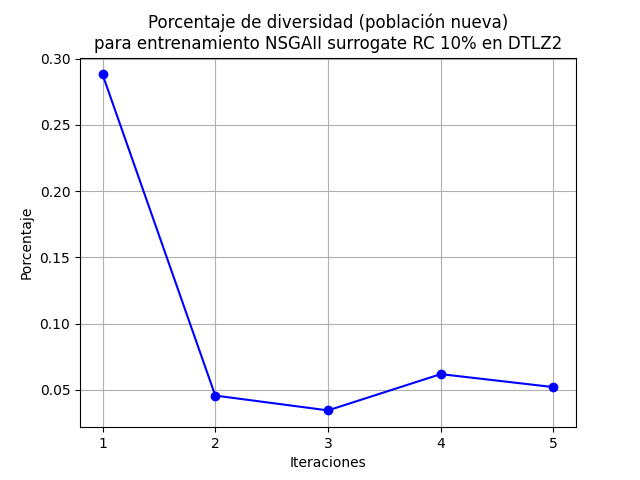 Porcentaje de diversidad (población nueva)
para entrenamiento NSGAII surrogate RC 10% en DTLZ2
0.30
0.25
0.20
0.15
0.10
0.05
Porcentaje
1 2 3 4 5
Iteraciones